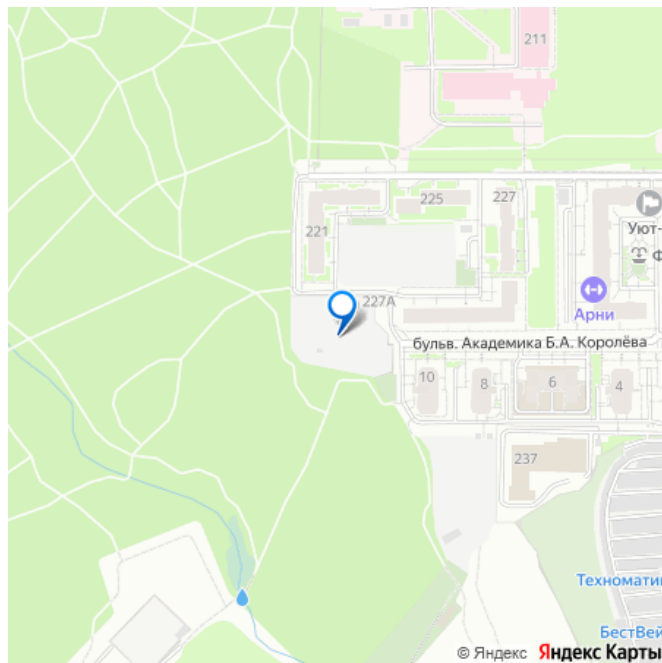 211
225
227
221
Уют-
Ф
227А
Арни
бульв. Академика Б.А. Королёва
10
8
6
4
237
Техномати
БестВей
© Яндекс Яндекс Карты